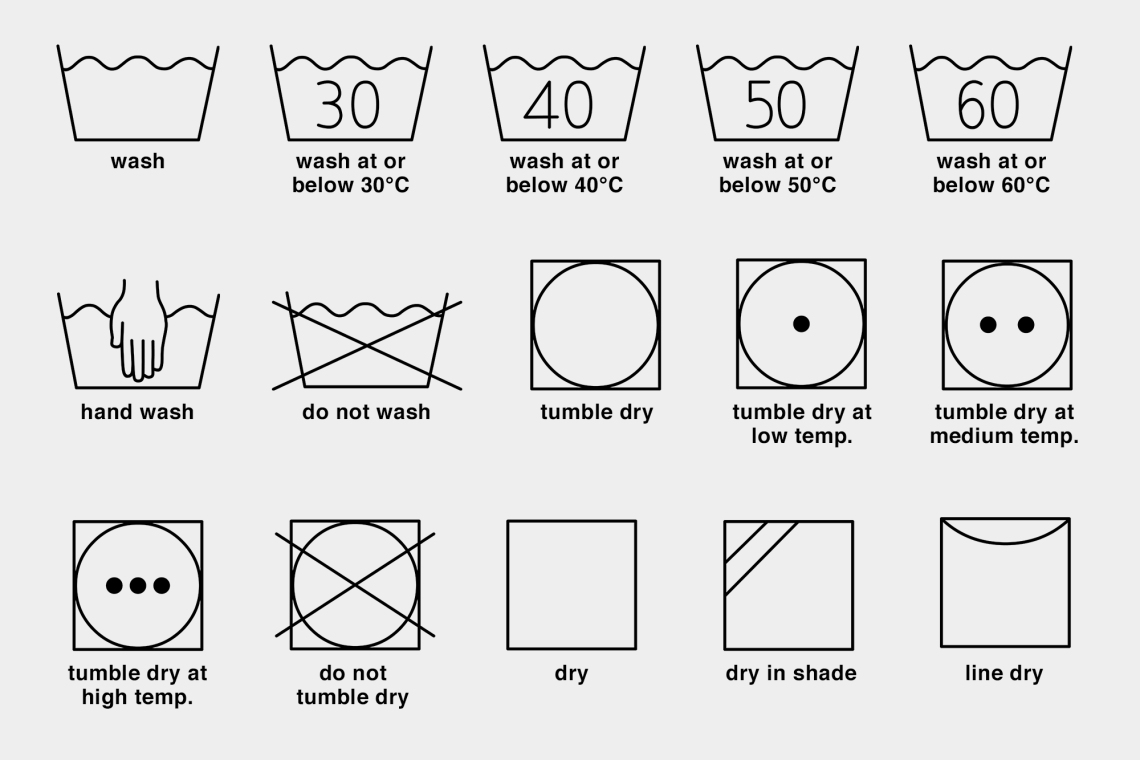 30
40
50
60
wash
wash at or
below 30°C
wash at or
below 40°C
wash at or
below 50°C
wash at or
below 60°C
hand wash
do not wash
tumble dry
tumble dry at
low temp.
tumble dry at
medium temp.
tumble dry at
high temp.
do not
tumble dry
dry
dry in shade
line dry